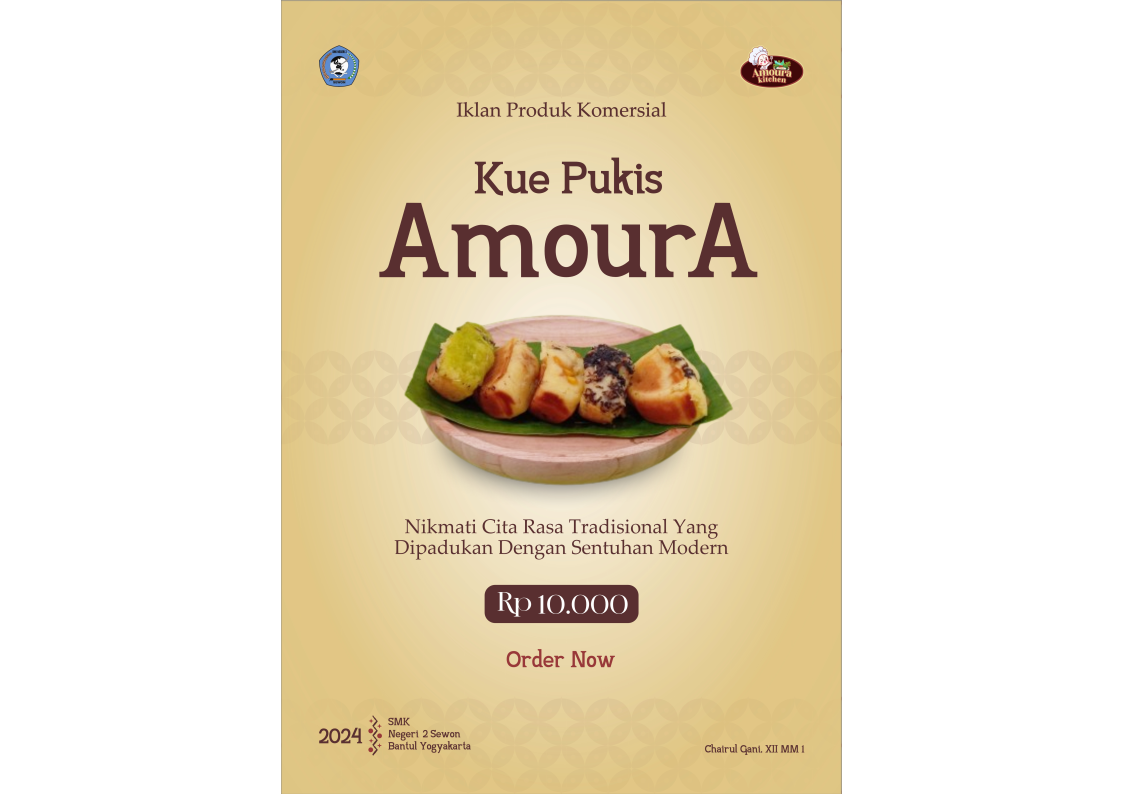 Amoura
kitchen
Iklan Produk Komersial
Kue Pukis
AmourA
Nikmati Cita Rasa Tradisional Yang
Dipadukan Dengan Sentuhan Modern
Rp 10.000
Order Now
2024
SMK
Negeri 2 Sewon
Bantul Yogyakarta
Chairul Gani. XII MM 1